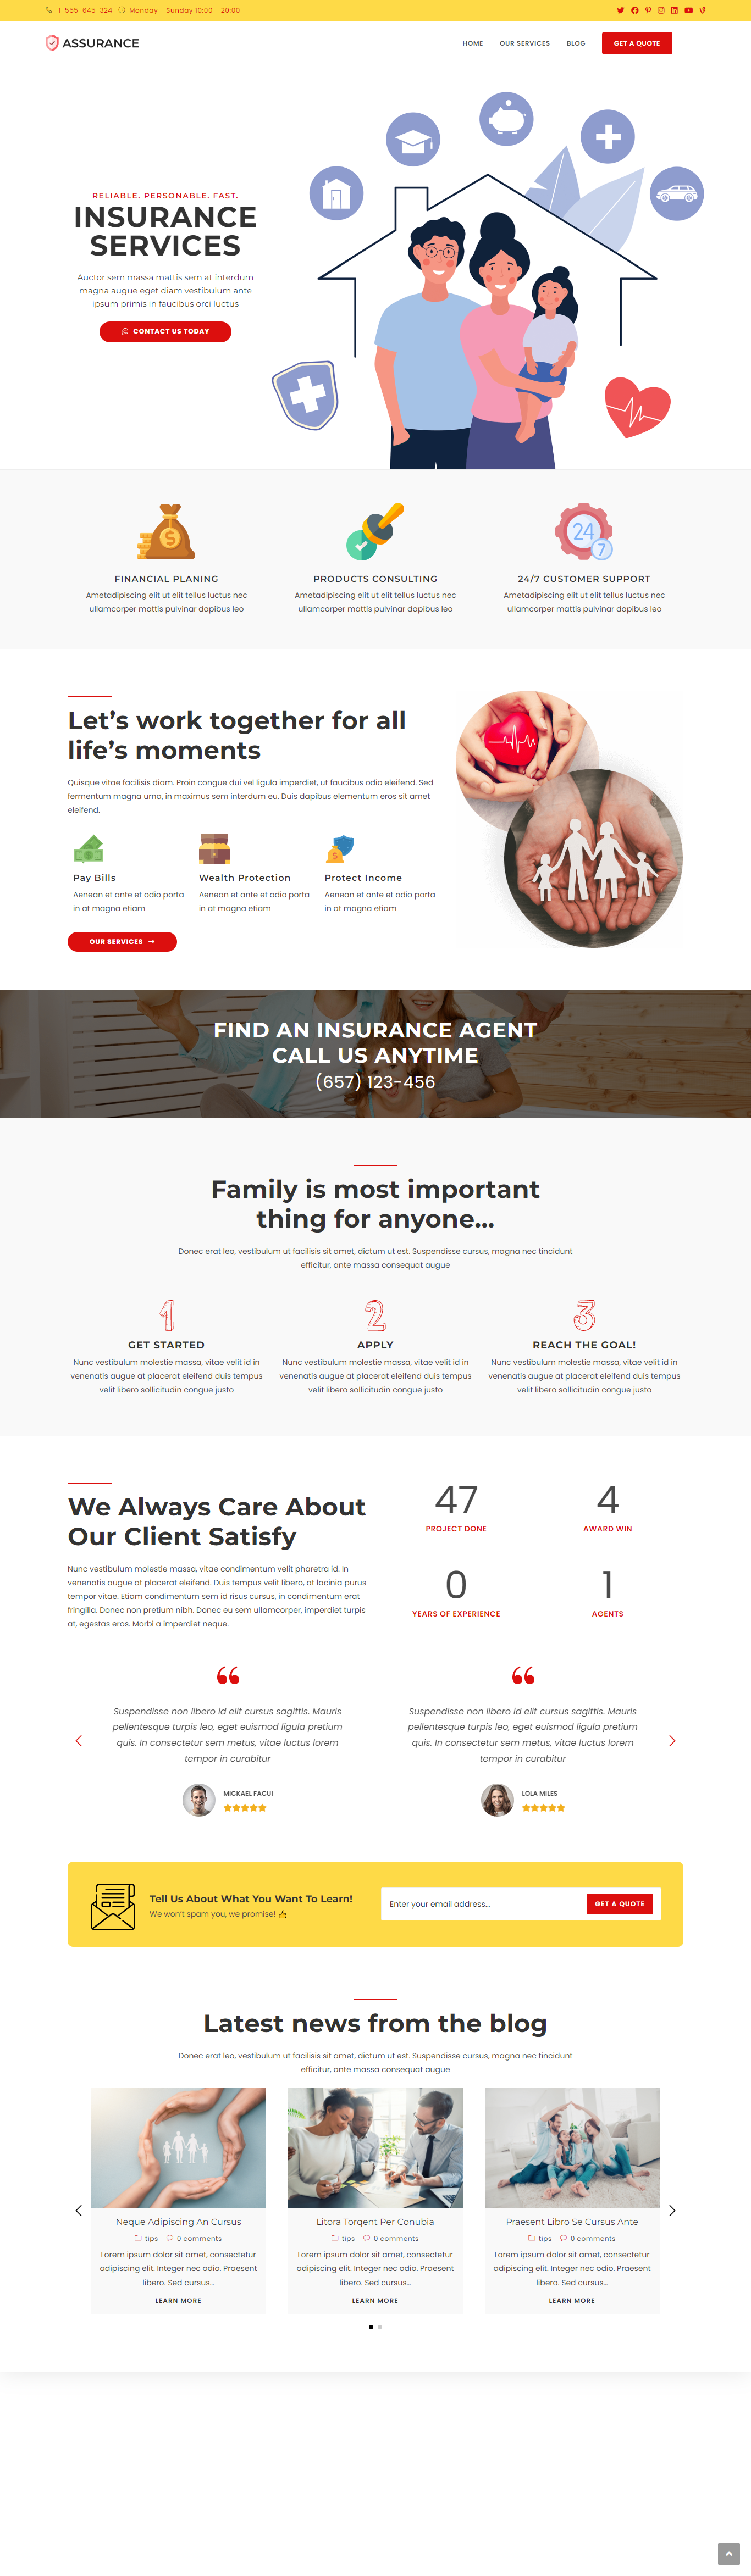 1-555-645-324 Monday - Sunday 10:00 - 20:00
ASSURANCE
HOME OUR SERVICES BLOG GET A QUOTE
RELIABLE. PERSONABLE. FAST.
INSURANCE
SERVICES
Auctor sem massa mattis sem at interdum
magna augue eget diam vestibulum ante
ipsum primis in faucibus orci luctus
CONTACT US TODAY
FINANCIAL PLANING
Ametadipiscing elit ut elit tellus luctus nec
ullamcorper mattis pulvinar dapibus leo
PRODUCTS CONSULTING
Ametadipiscing elit ut elit tellus luctus nec
ullamcorper mattis pulvinar dapibus leo
24
7
24/7 CUSTOMER SUPPORT
Ametadipiscing elit ut elit tellus luctus nec
ullamcorper mattis pulvinar dapibus leo
Let’s work together for all
life’s moments
Quisque vitae facilisis diam. Proin congue dui vel ligula imperdiet, ut faucibus odio eleifend. Sed
fermentum magna urna, in maximus sem interdum eu. Duis dapibus elementum eros sit amet
eleifend.
Pay Bills
Aenean et ante et odio porta
in at magna etiam
Wealth Protection
Aenean et ante et odio porta
in at magna etiam
Protect Income
Aenean et ante et odio porta
in at magna etiam
OUR SERVICES
FIND AN INSURANCE AGENT
CALL US ANYTIME
(657) 123-456
Family is most important
thing for anyone...
Donec erat leo, vestibulum ut facilisis sit amet, dictum ut est. Suspendisse cursus, magna nec tincidunt
efficitur, ante massa consequat augue
1
GET STARTED
Nunc vestibulum molestie massa, vitae velit id in
venenatis augue at placerat eleifend duis tempus
velit libero sollicitudin congue justo
2
APPLY
Nunc vestibulum molestie massa, vitae velit id in
venenatis augue at placerat eleifend duis tempus
velit libero sollicitudin congue justo
3
REACH THE GOAL!
Nunc vestibulum molestie massa, vitae velit id in
venenatis augue at placerat eleifend duis tempus
velit libero sollicitudin congue justo
We Always Care About
Our Client Satisfy
Nunc vestibulum molestie massa, vitae condimentum velit pharetra id. In
venenatis augue at placerat eleifend. Duis tempus velit libero, at lacinia purus
tempor vitae. Etiam condimentum sem id risus cursus, in condimentum erat
fringilla. Donec non pretium nibh. Donec eu sem ullamcorper, imperdiet turpis
at, egestas eros. Morbi a imperdiet neque.
47
PROJECT DONE
4
AWARD WIN
0
YEARS OF EXPERIENCE
1
AGENTS
Suspendisse non libero id elit cursus sagittis. Mauris
pellentesque turpis leo, eget euismod ligula pretium
quis. In consectetur sem metus, vitae luctus lorem
tempor in curabitur
MICKAEL FACUI
Suspendisse non libero id elit cursus sagittis. Mauris
pellentesque turpis leo, eget euismod ligula pretium
quis. In consectetur sem metus, vitae luctus lorem
tempor in curabitur
LOLA MILES
Tell Us About What You Want To Learn!
We won’t spam you, we promise!
Enter your email address...
GET A QUOTE
Latest news from the blog
Donec erat leo, vestibulum ut facilisis sit amet, dictum ut est. Suspendisse cursus, magna nec tincidunt
efficitur, ante massa consequat augue
Neque Adipiscing An Cursus
tips 0 comments
Lorem ipsum dolor sit amet, consectetur
adipiscing elit. Integer nec odio. Praesent
libero. Sed cursus...
LEARN MORE
Litora Torqent Per Conubia
tips 0 comments
Lorem ipsum dolor sit amet, consectetur
adipiscing elit. Integer nec odio. Praesent
libero. Sed cursus...
LEARN MORE
Praesent Libro Se Cursus Ante
tips 0 comments
Lorem ipsum dolor sit amet, consectetur
adipiscing elit. Integer nec odio. Praesent
libero. Sed cursus...
LEARN MORE